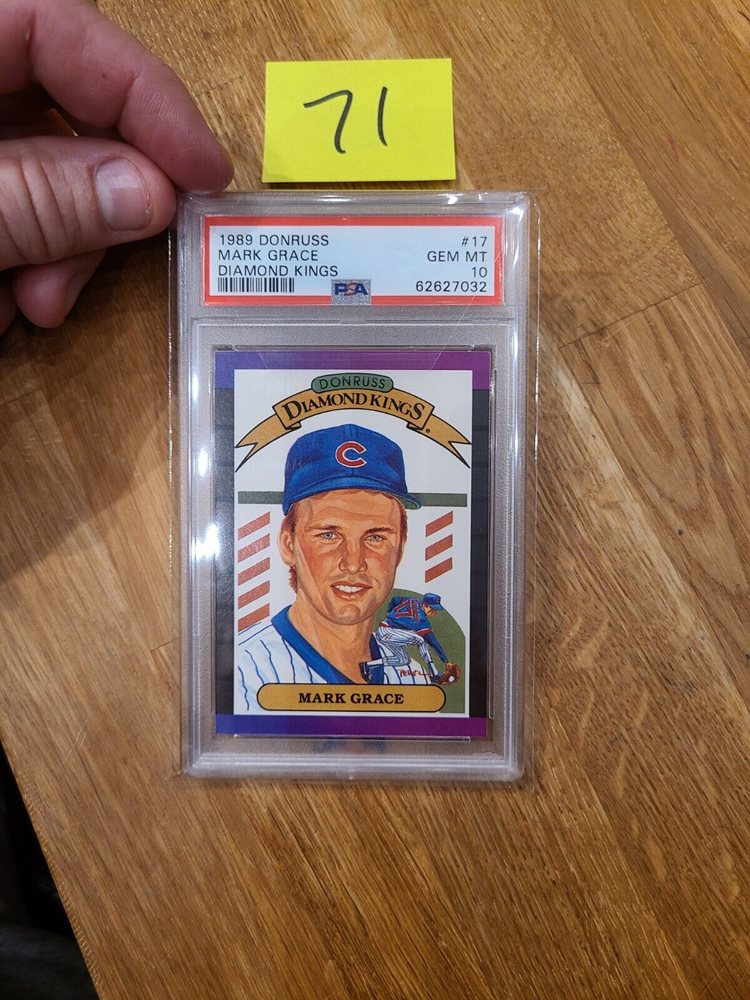 71
1989 DONRUSS #17
MARK GRACE GEM MT
DIAMOND KINGS 10
PSA 62627032
DONRUSS
DIAMOND KINGS®
C
MARK GRACE